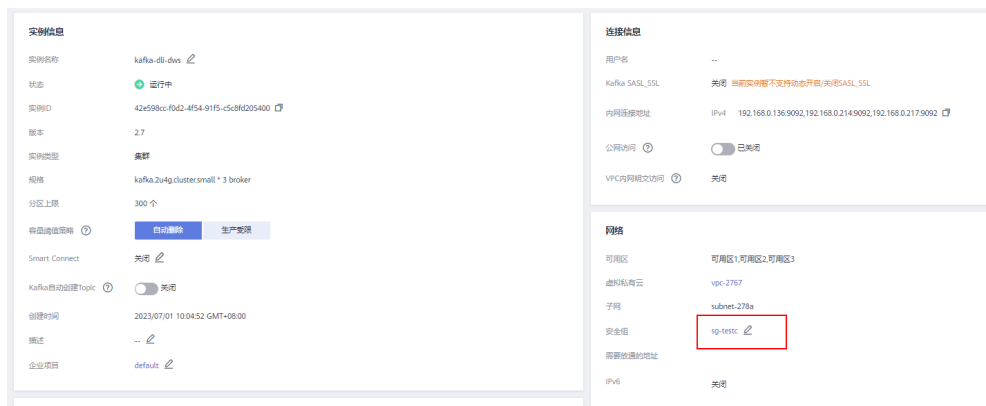 实例信息
实例名称 kafka-dli-dws
状态 运行中
实例ID 42e598cc-f0d2-4f54-91f5-c5c8fd205400
版本 2.7
实例类型 集群
规格 kafka.2u4g.cluster.small * 3 broker
分区上限 300 个
容量阈值策略 自动删除 生产受限
Smart Connect 关闭
Kafka自动创建Topic 关闭
创建时间 2023/07/01 10:04:52 GMT+08:00
描述 --
企业项目 default
连接信息
用户名 --
Kafka SASL_SSL 关闭 当前实例暂不支持动态开启/关闭SASL_SSL
内网连接地址 IPv4 192.168.0.136:9092,192.168.0.214:9092,192.168.0.217:9092
公网访问 已关闭
VPC内网明文访问 关闭
网络
可用区 可用区1,可用区2,可用区3
虚拟私有云 vpc-2767
子网 subnet-278a
安全组 sg-testc
需要放通的地址
IPv6 关闭